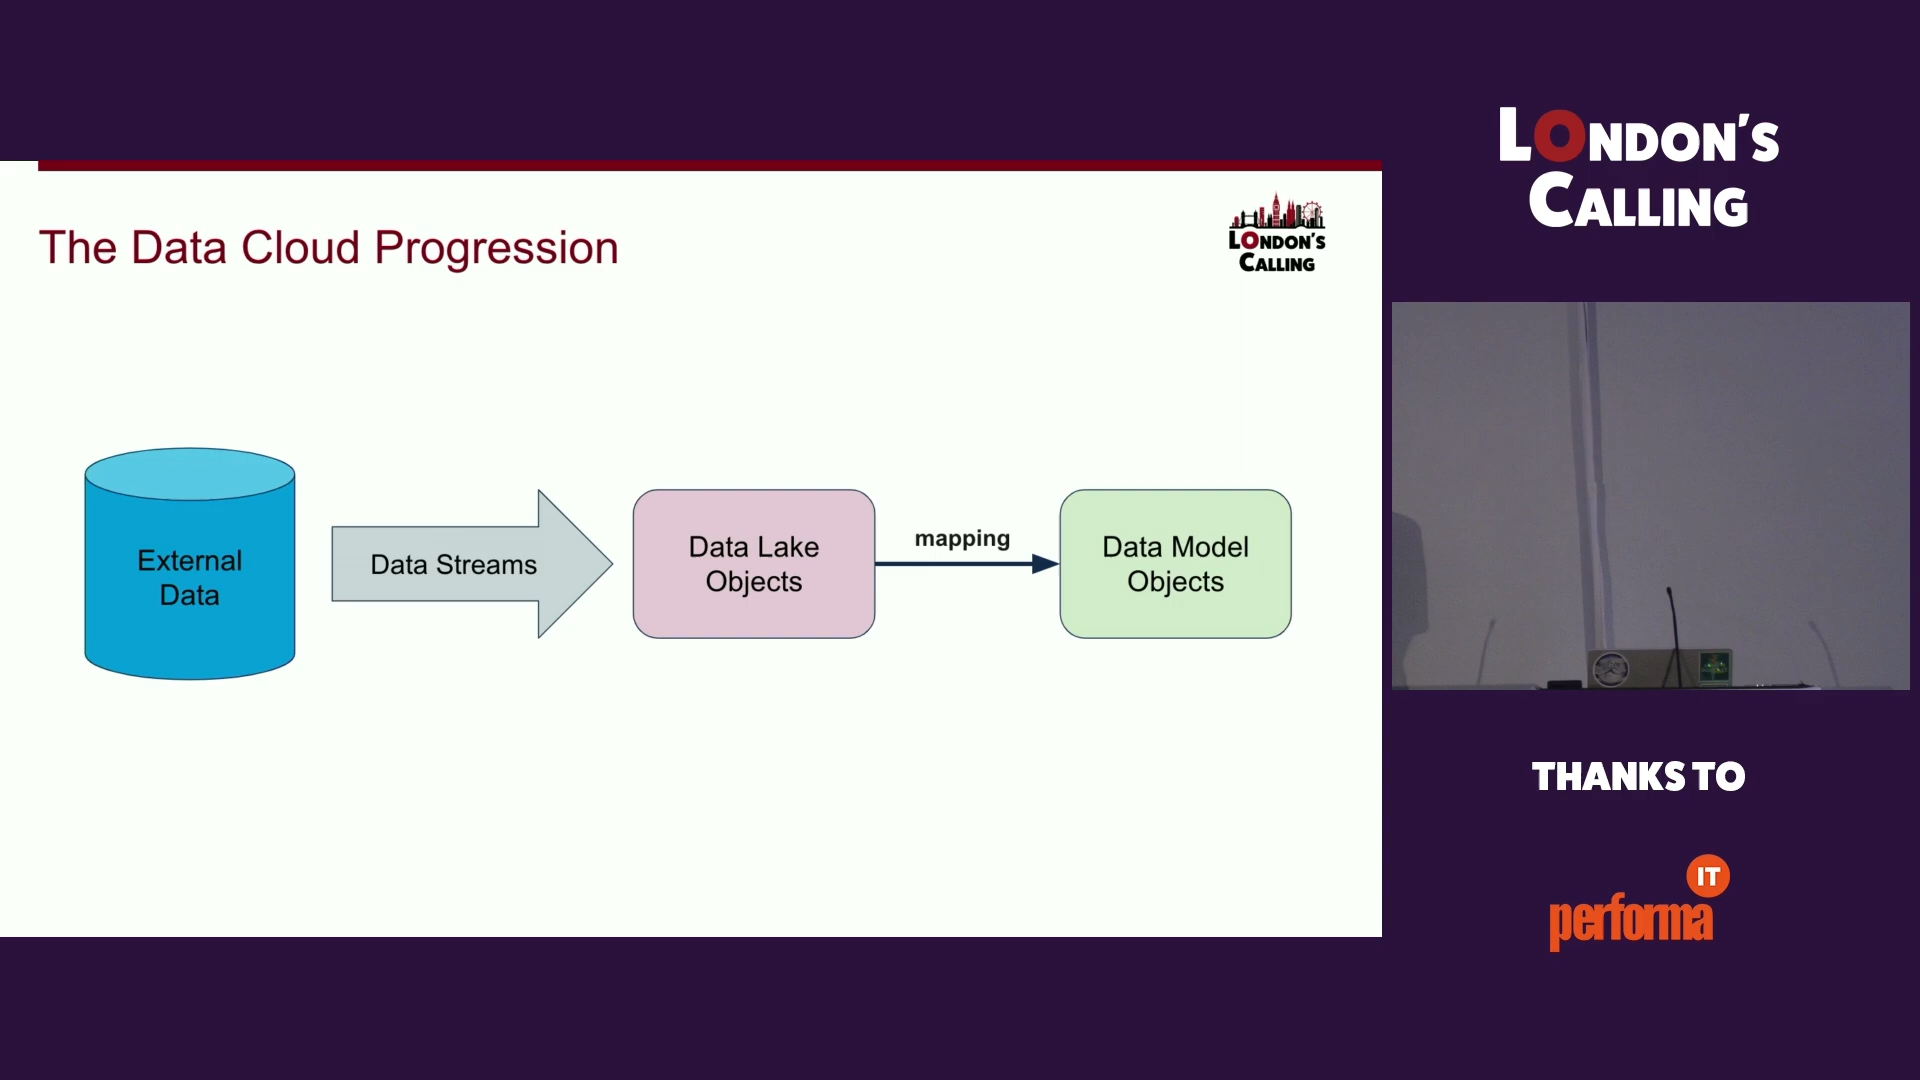 The Data Cloud Progression
LONDON'S
CALLING
External
Data
Data Streams
Data Lake
Objects
mapping
Data Model
Objects
LONDON'S
CALLING
THANKS TO
IT
performa